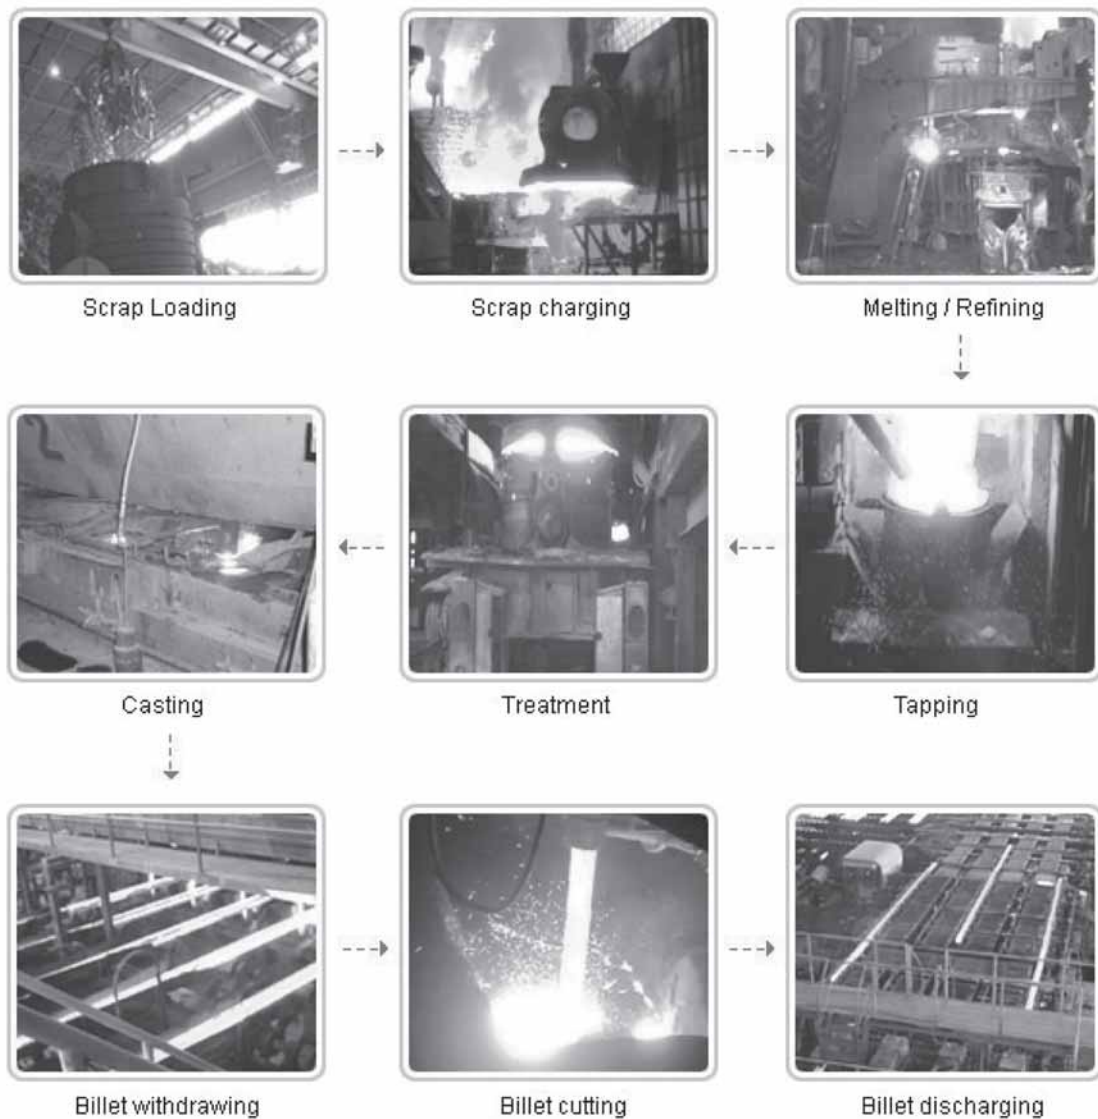 Scrap Loading
Scrap charging
Melting / Refining
Casting
Treatment
Tapping
Billet withdrawing
Billet cutting
Billet discharging